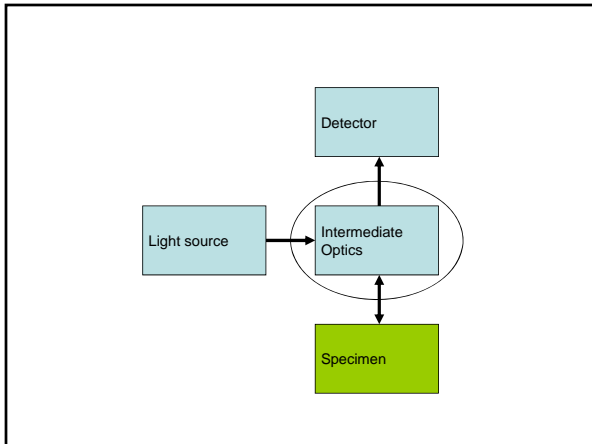 Detector
Light source
Intermediate
Optics
Specimen